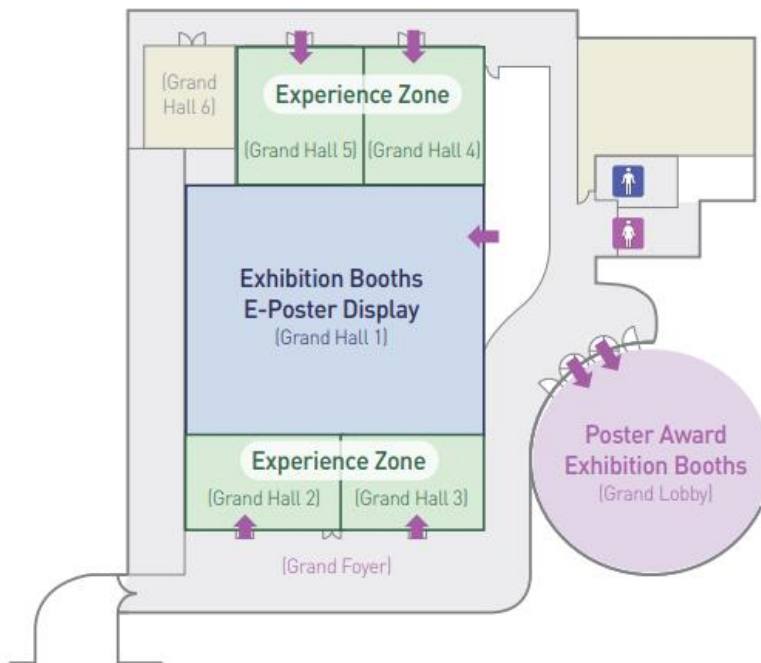 (Grand
Hall 6)
Experience Zone
(Grand Hall 5)
(Grand Hall 4)
Exhibition Booths
E-Poster Display
(Grand Hall 1)
Poster Award
Exhibition Booths
(Grand Lobby)
Experience Zone
(Grand Hall 2)
(Grand Hall 3)
(Grand Foyer)